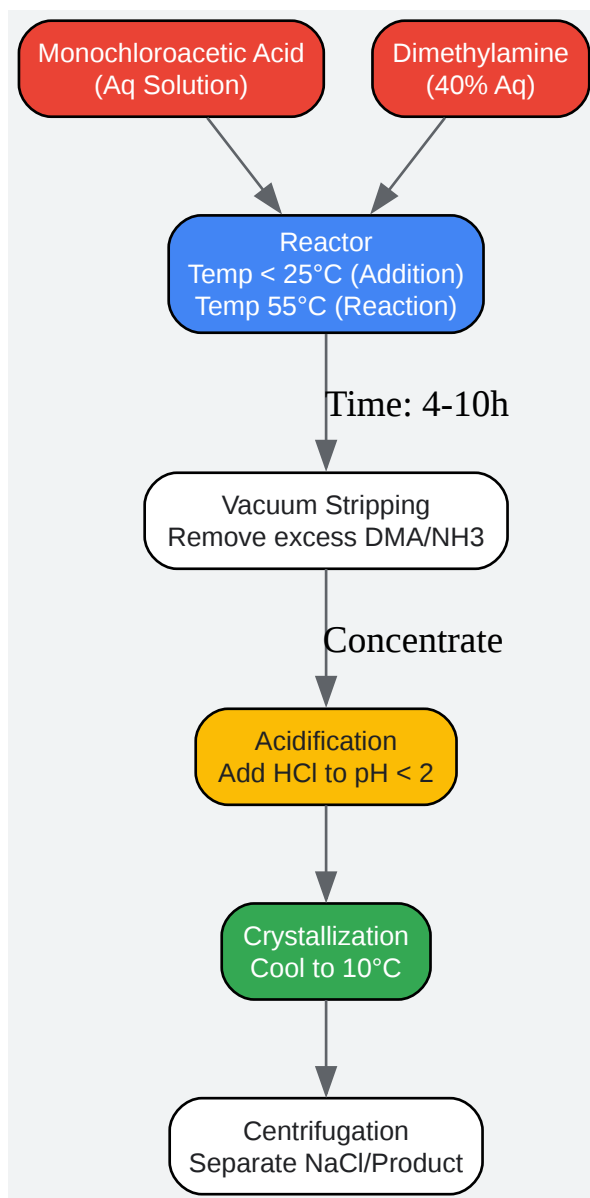 Monochloroacetic Acid
(Aq Solution)
Dimethylamine
(40% Aq)
Reactor
Temp < 25°C (Addition)
Temp 55°C (Reaction)
Time: 4-10h
Vacuum Stripping
Remove excess DMA/NH3
Concentrate
Acidification
Add HCl to pH < 2
Crystallization
Cool to 10°C
Centrifugation
Separate NaCl/Product